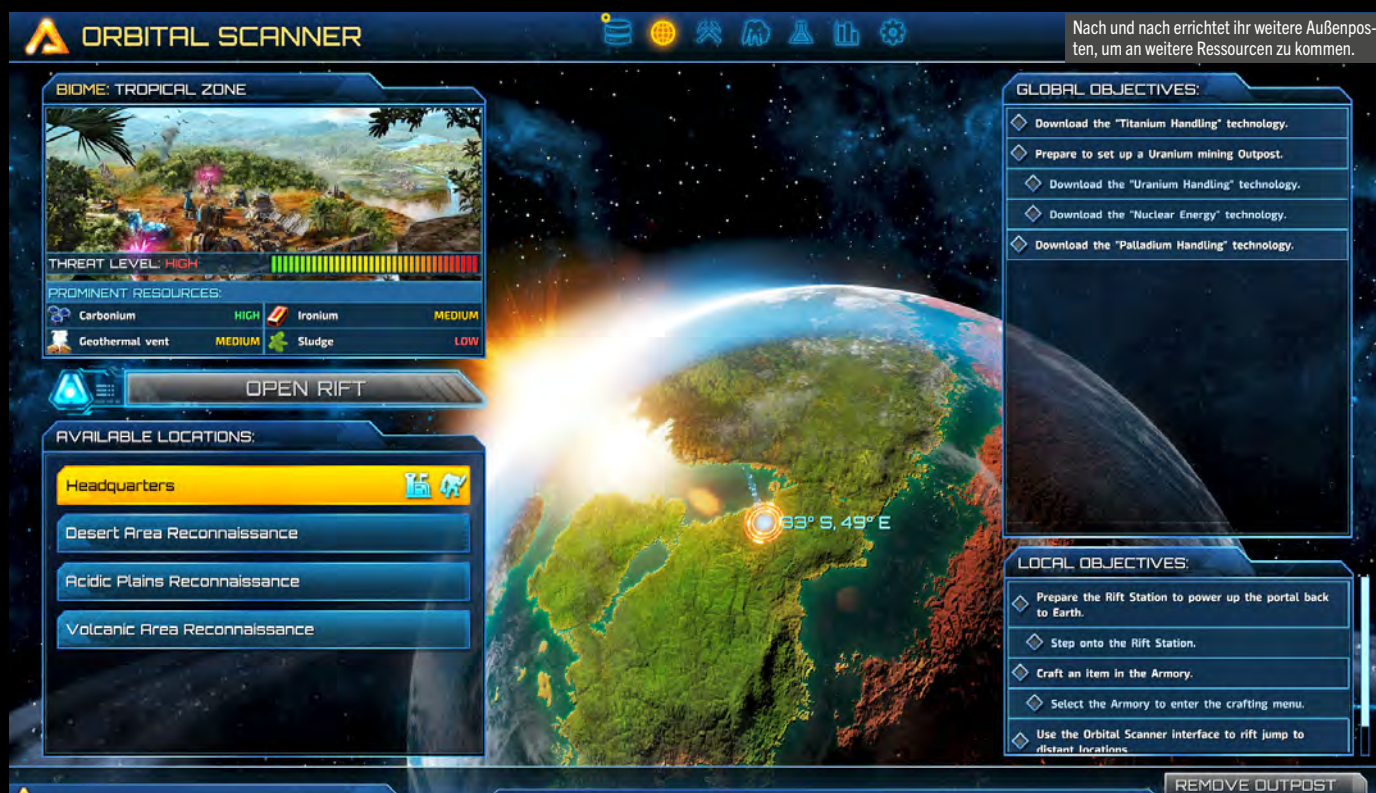 ORBITAL SCANNER
Nach und nach errichtet ihr weitere Außenpos-
ten, um an weitere Ressourcen zu kommen.
BIOME: TROPICAL ZONE
THREAT LEVEL: HIGH
PROMINENT RESOURCES:
Carbonium HIGH Ironium MEDIUM
Geothermal vent MEDIUM Sludge LOW
OPEN RIFT
AVAILABLE LOCATIONS:
Headquarters
Desert Area Reconnaissance
Acidic Plains Reconnaissance
Volcanic Area Reconnaissance
93° S, 49° E
GLOBAL OBJECTIVES:
Download the "Titanium Handling" technology.
Prepare to set up a Uranium mining Outpost.
Download the "Uranium Handling" technology.
Download the "Nuclear Energy" technology.
Download the "Palladium Handling" technology.
LOCAL OBJECTIVES:
Prepare the Rift Station to power up the portal back
to Earth.
Step onto the Rift Station.
Craft an item in the Armory.
Select the Armory to enter the crafting menu.
Use the Orbital Scanner interface to rift jump to
distant locations
REMOVE OUTPOST